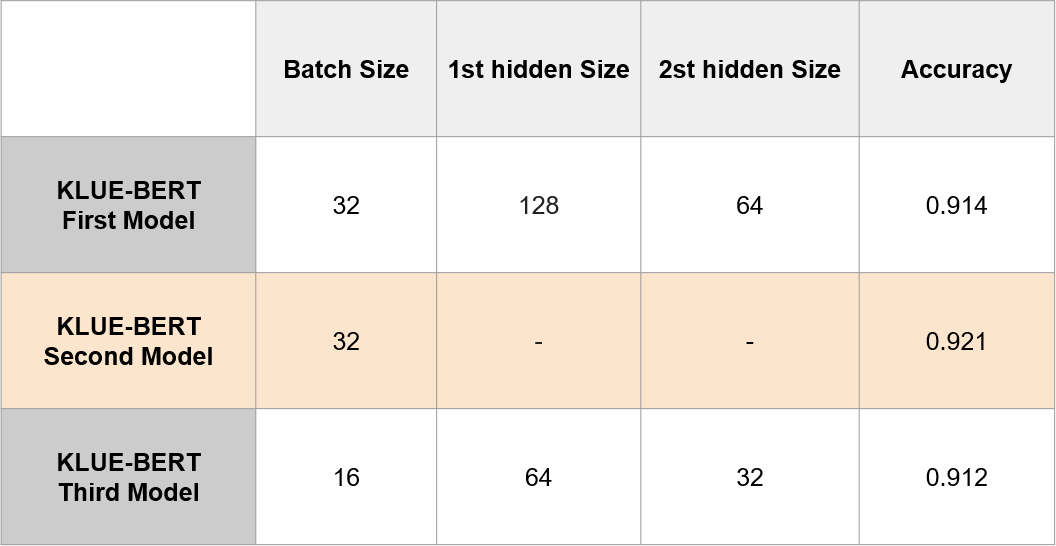 Batch Size 1st hidden Size 2st hidden Size Accuracy
KLUE-BERT
First Model
32 128 64 0.914
KLUE-BERT
Second Model
32 - - 0.921
KLUE-BERT
Third Model
16 64 32 0.912